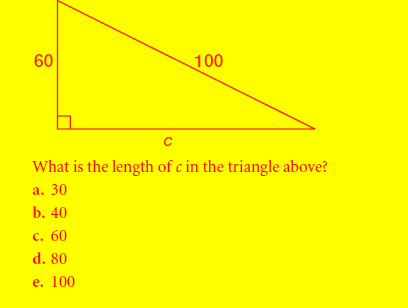 60
100
c
What is the length of c in the triangle above?
a. 30
b. 40
c. 60
d. 80
e. 100